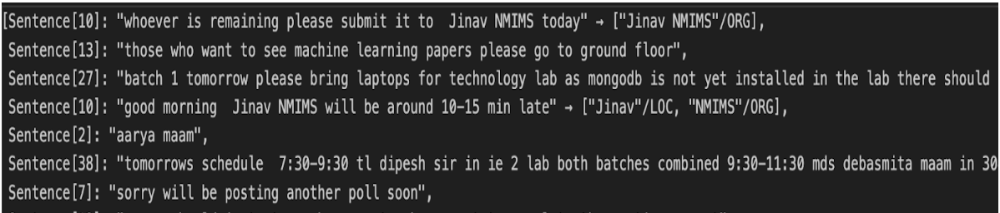 [Sentence[10]: "whoever is remaining please submit it to  Jinav NMIMS today" → ["Jinav NMIMS"/ORG],
Sentence[13]: "those who want to see machine learning papers please go to ground floor",
Sentence[27]: "batch 1 tomorrow please bring laptops for technology lab as mongodb is not yet installed in the lab there should
Sentence[10]: "good morning  Jinav NMIMS will be around 10-15 min late" → ["Jinav"/LOC, "NMIMS"/ORG],
Sentence[2]: "aarya maam",
Sentence[38]: "tomorrows schedule  7:30-9:30 tl dipesh sir in ie 2 lab both batches combined 9:30-11:30 mds debasmita maam in 30
Sentence[7]: "sorry will be posting another poll soon",